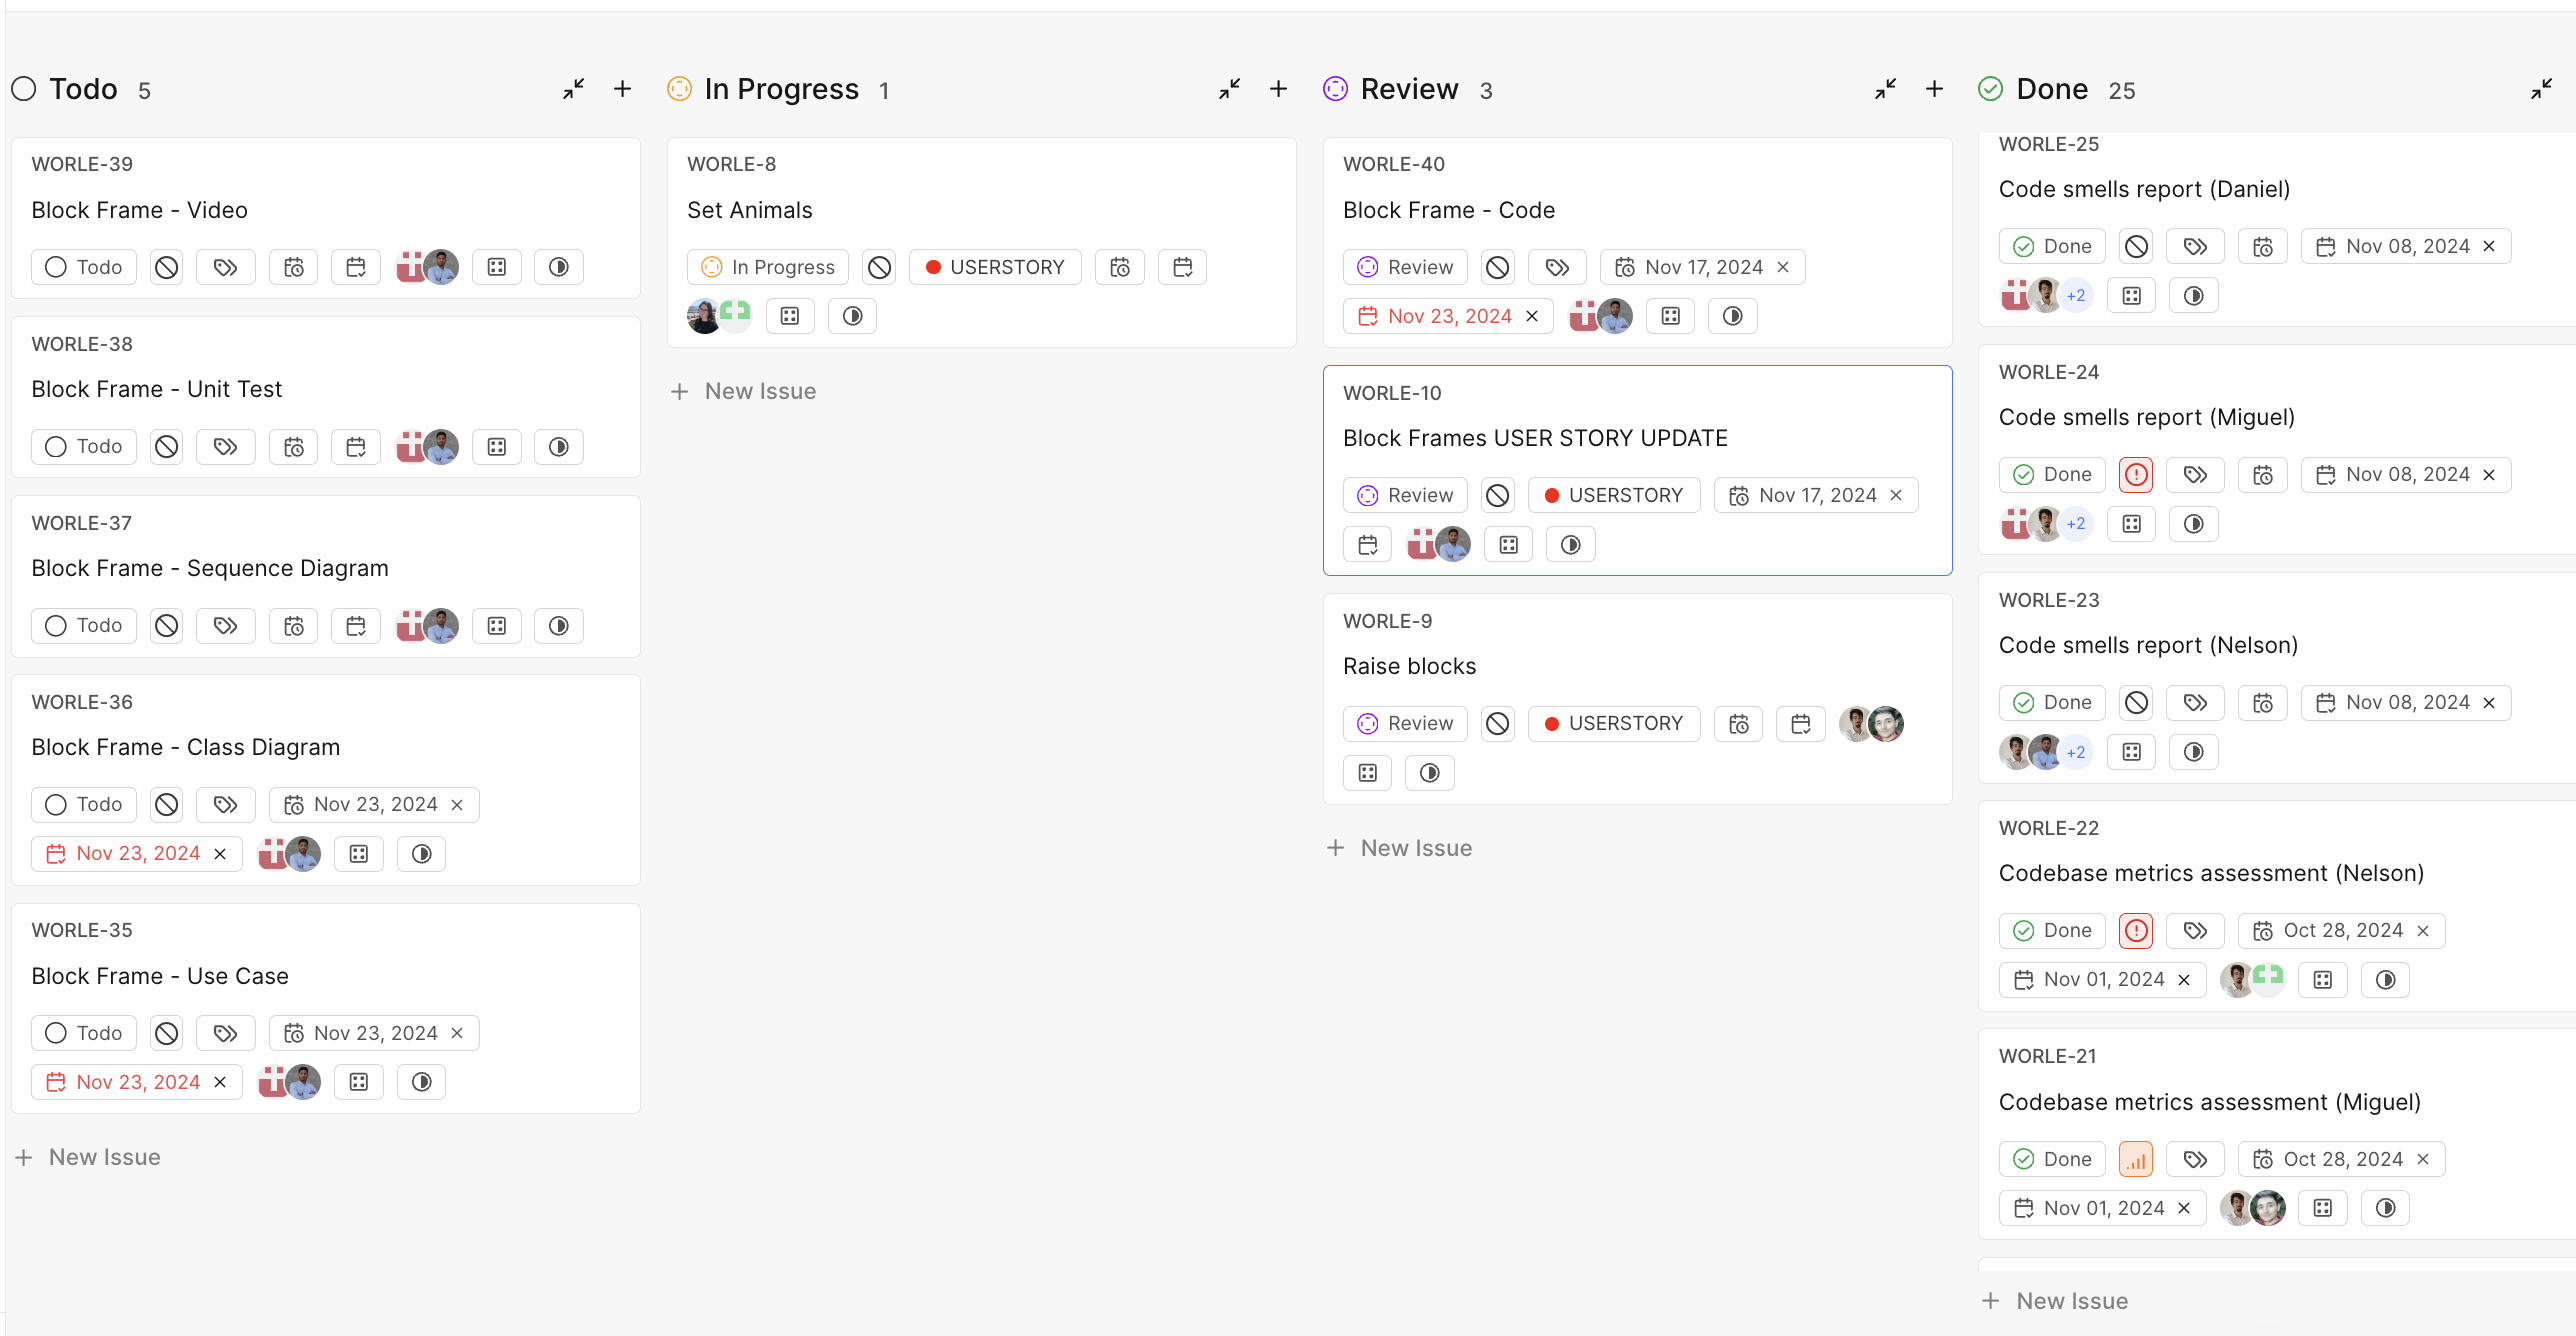 Todo 5
WORLE-39
Block Frame - Video
Todo
WORLE-38
Block Frame - Unit Test
Todo
WORLE-37
Block Frame - Sequence Diagram
Todo
WORLE-36
Block Frame - Class Diagram
Todo Nov 23, 2024
Nov 23, 2024
WORLE-35
Block Frame - Use Case
Todo Nov 23, 2024
Nov 23, 2024
New Issue
In Progress 1
WORLE-8
Set Animals
In Progress USERSTORY
New Issue
Review 3
WORLE-40
Block Frame - Code
Review Nov 17, 2024
Nov 23, 2024
WORLE-10
Block Frames USER STORY UPDATE
Review USERSTORY Nov 17, 2024
WORLE-9
Raise blocks
Review USERSTORY
New Issue
Done 25
WORLE-25
Code smells report (Daniel)
Done Nov 08, 2024
+2
WORLE-24
Code smells report (Miguel)
Done Nov 08, 2024
+2
WORLE-23
Code smells report (Nelson)
Done Nov 08, 2024
+2
WORLE-22
Codebase metrics assessment (Nelson)
Done Oct 28, 2024
Nov 01, 2024
WORLE-21
Codebase metrics assessment (Miguel)
Done Oct 28, 2024
Nov 01, 2024
New Issue